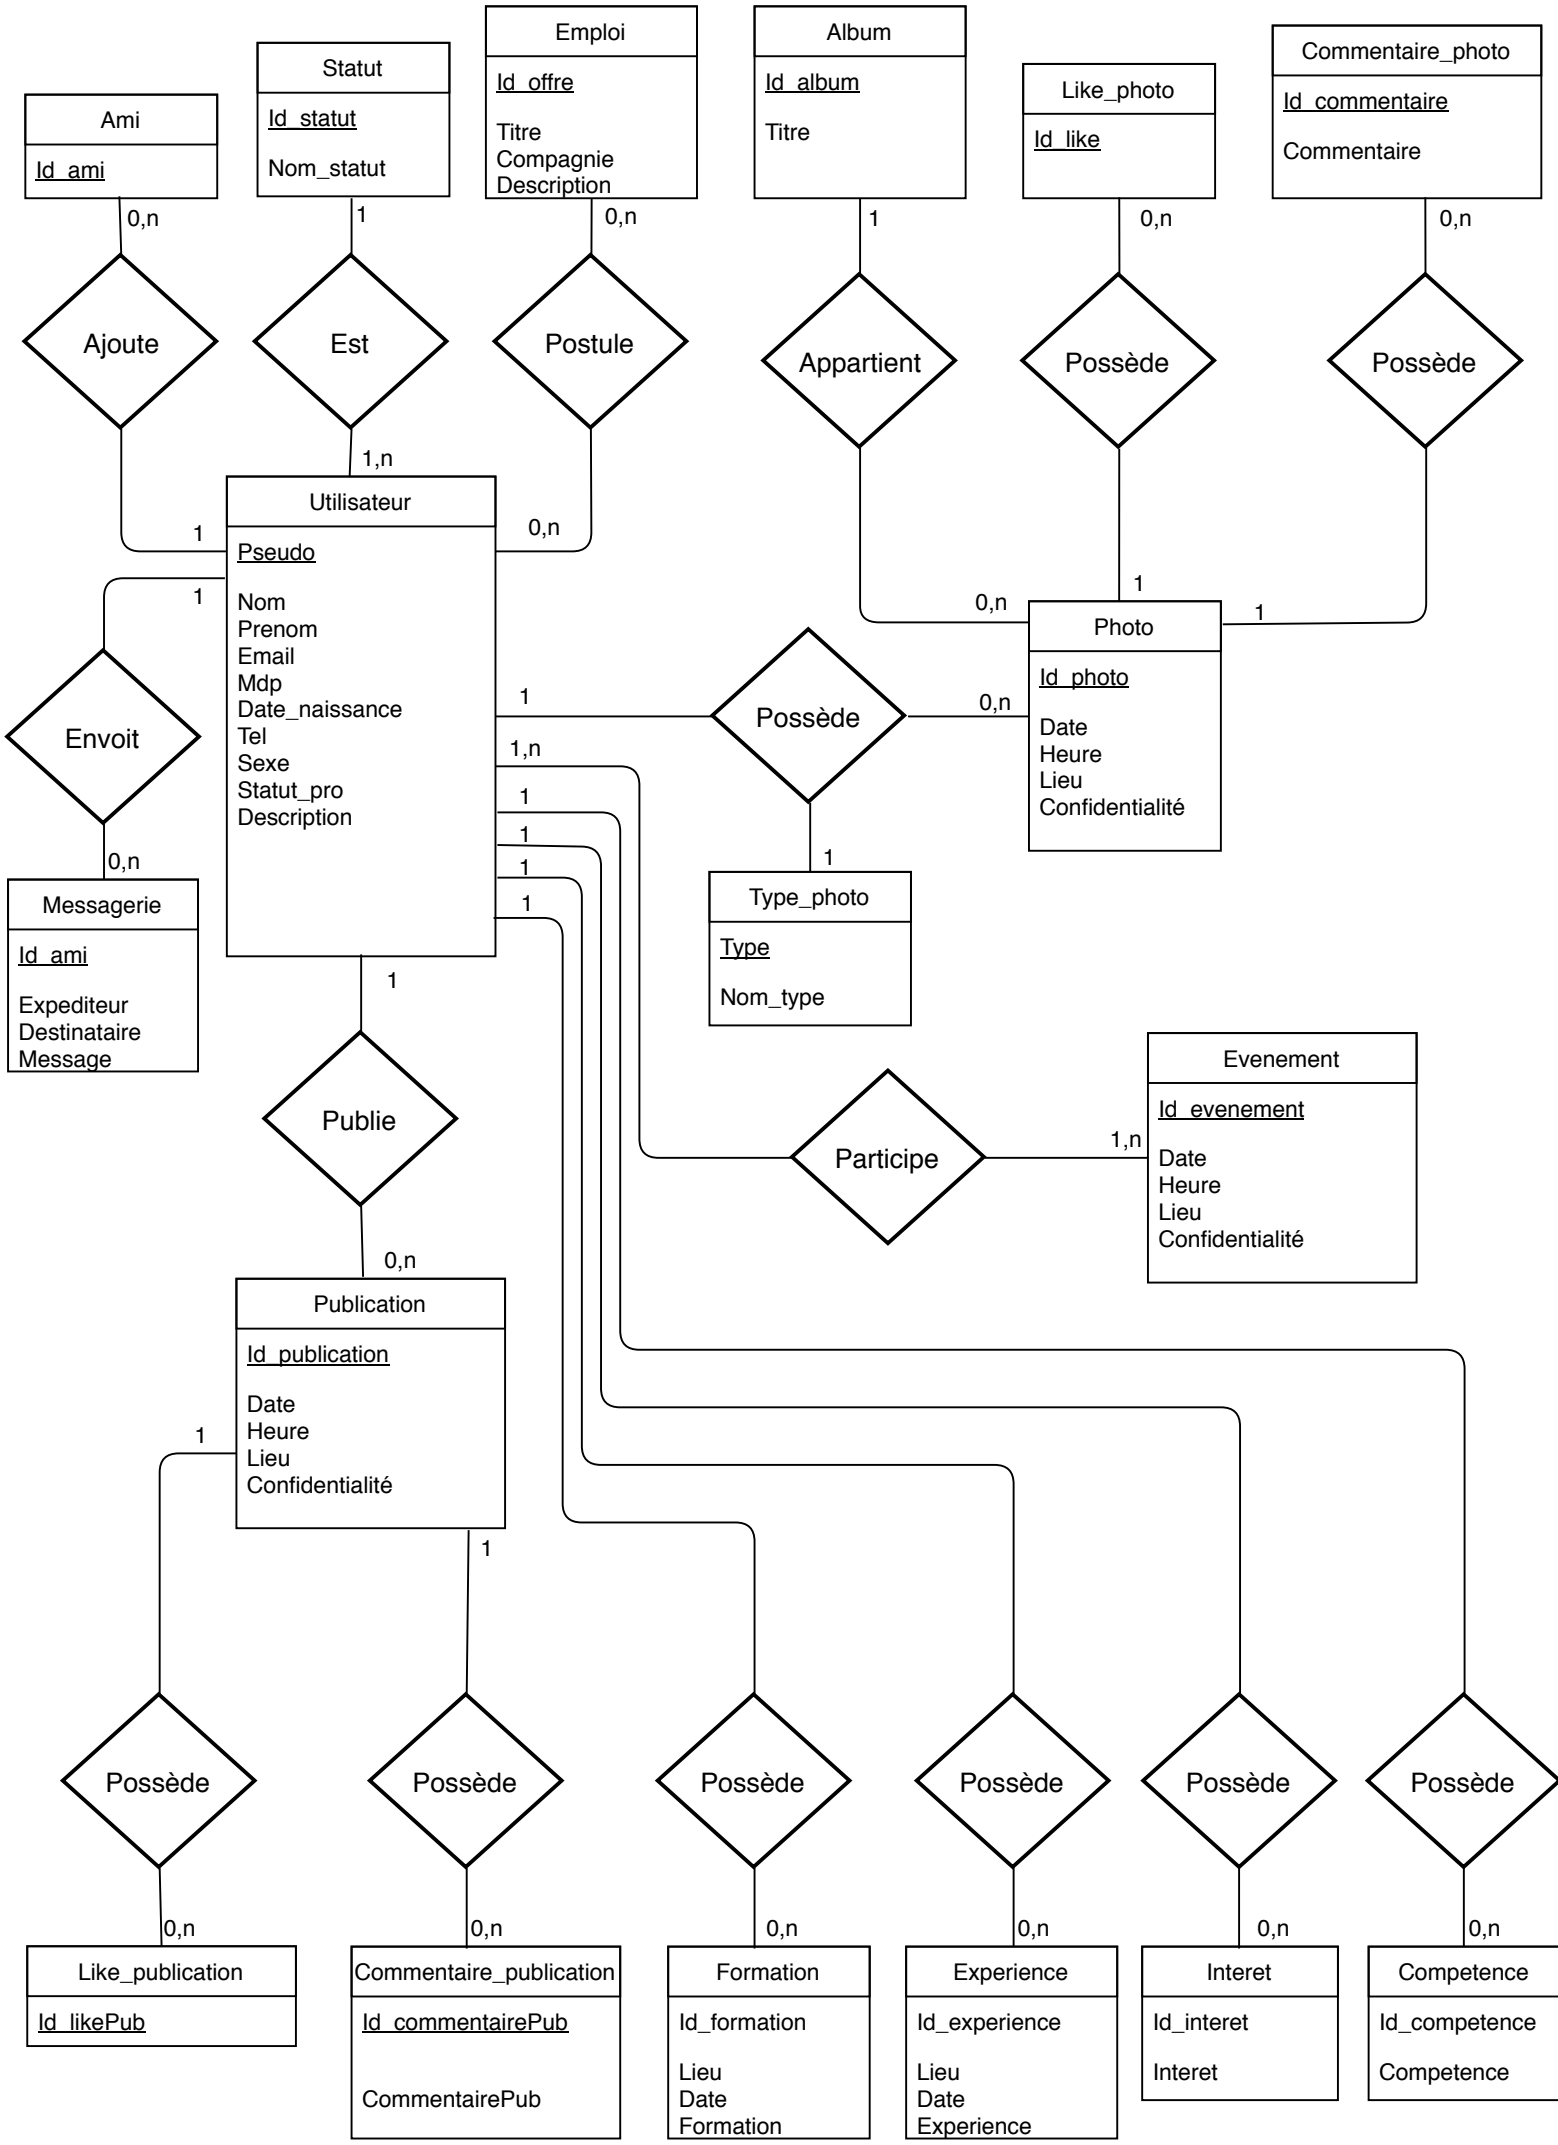 Ami
Id_ami
0,n
Ajoute
1
Statut
Id_statut
Nom_statut
1
Est
1,n
Emploi
Id_offre
Titre
Compagnie
Description
0,n
Postule
0,n
Album
Id_album
Titre
1
Appartient
0,n
Like_photo
Id_like
0,n
Possède
1
Commentaire_photo
Id_commentaire
Commentaire
0,n
Possède
1
Utilisateur
Pseudo
Nom
Prenom
Email
Mdp
Date_naissance
Tel
Sexe
Statut_pro
Description
1
Envoit
0,n
Messagerie
Id_ami
Expediteur
Destinataire
Message
1
Possède
0,n
1
Photo
Id_photo
Date
Heure
Lieu
Confidentialité
Type_photo
Type
Nom_type
1,n
1
1
1
1
1
Publie
0,n
Participe
1,n
Evenement
Id_evenement
Date
Heure
Lieu
Confidentialité
Publication
Id_publication
Date
Heure
Lieu
Confidentialité
1
1
Possède
Possède
Possède
Possède
Possède
Possède
0,n
0,n
0,n
0,n
0,n
0,n
Like_publication
Id_likePub
Commentaire_publication
Id_commentairePub
CommentairePub
Formation
Id_formation
Lieu
Date
Formation
Experience
Id_experience
Lieu
Date
Experience
Interet
Id_interet
Interet
Competence
Id_competence
Competence